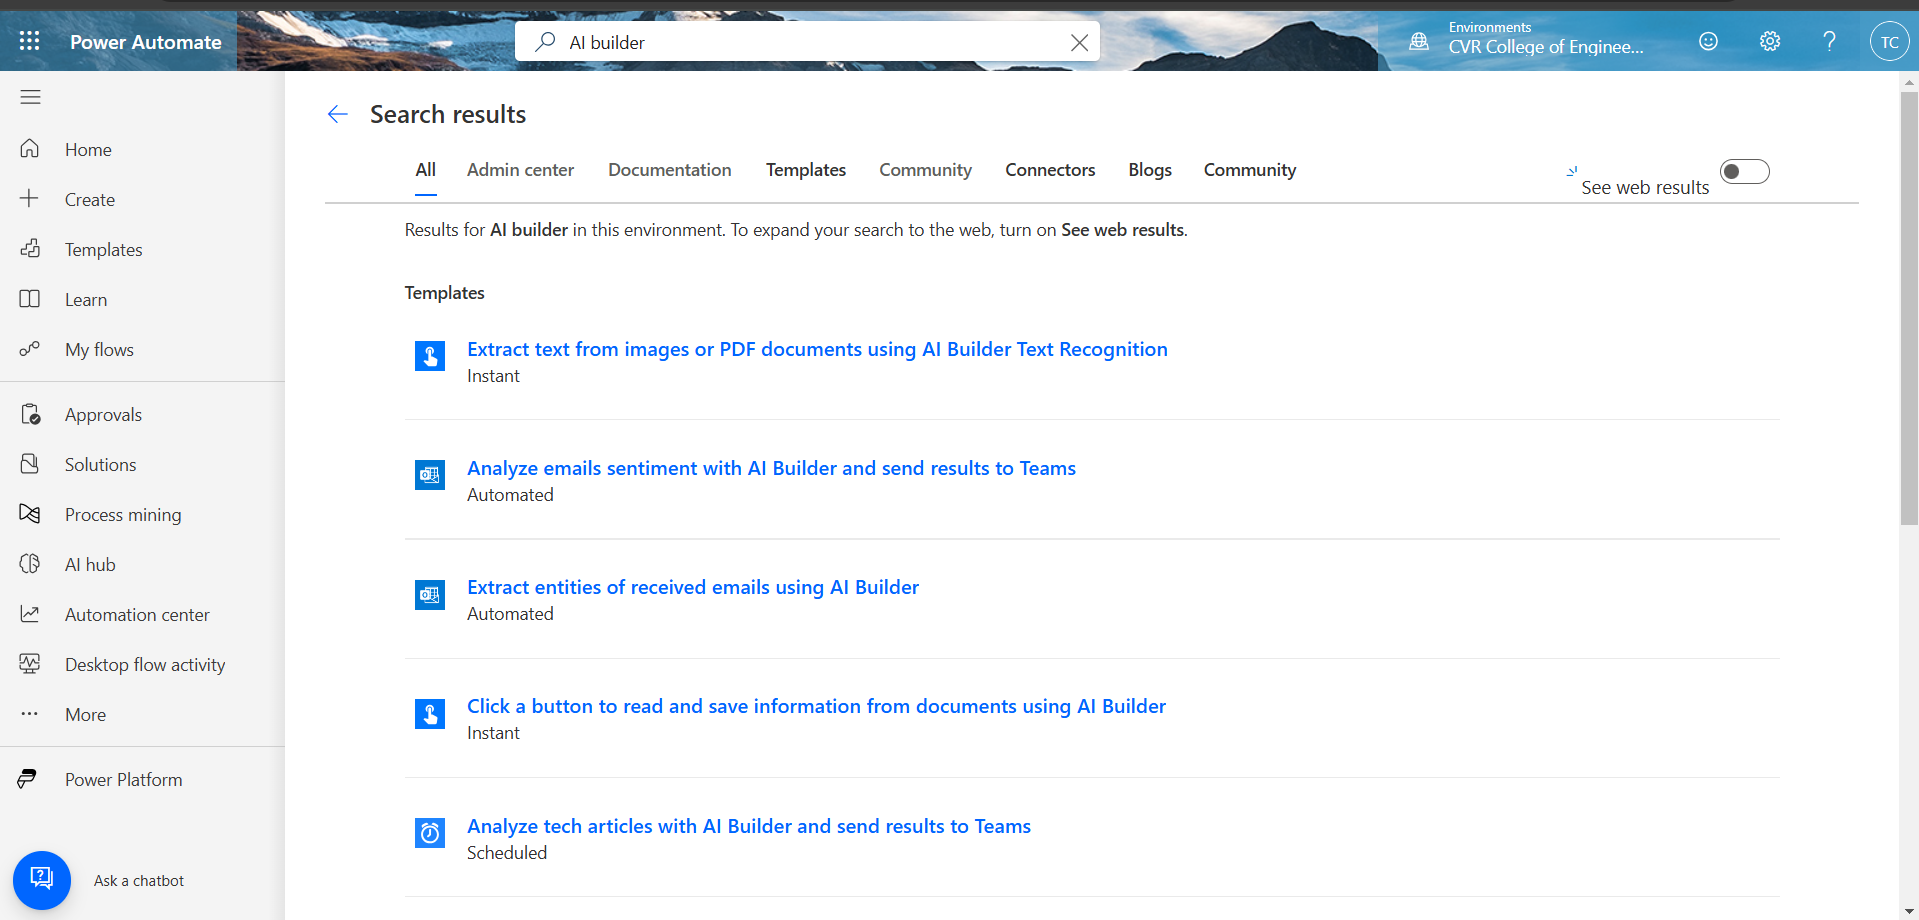 Power Automate
AI builder
Environments
CVR College of Enginee...
TC
Home
Create
Templates
Learn
My flows
Approvals
Solutions
Process mining
AI hub
Automation center
Desktop flow activity
More
Power Platform
Ask a chatbot
Search results
All Admin center Documentation Templates Community Connectors Blogs Community
See web results
Results for AI builder in this environment. To expand your search to the web, turn on See web results.
Templates
Extract text from images or PDF documents using AI Builder Text Recognition
Instant
Analyze emails sentiment with AI Builder and send results to Teams
Automated
Extract entities of received emails using AI Builder
Automated
Click a button to read and save information from documents using AI Builder
Instant
Analyze tech articles with AI Builder and send results to Teams
Scheduled